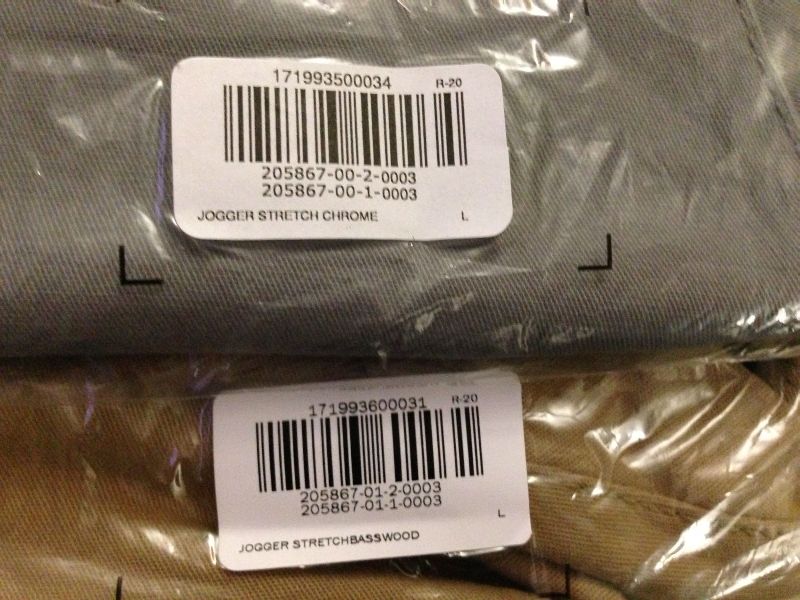 171993500034 R-20
205867-00-2-0003
205867-00-1-0003
JOGGER STRETCH CHROME L
171993600031 R-20
205867-01-2-0003
205867-01-1-0003
L
JOGGER STRETCHBASSWOOD